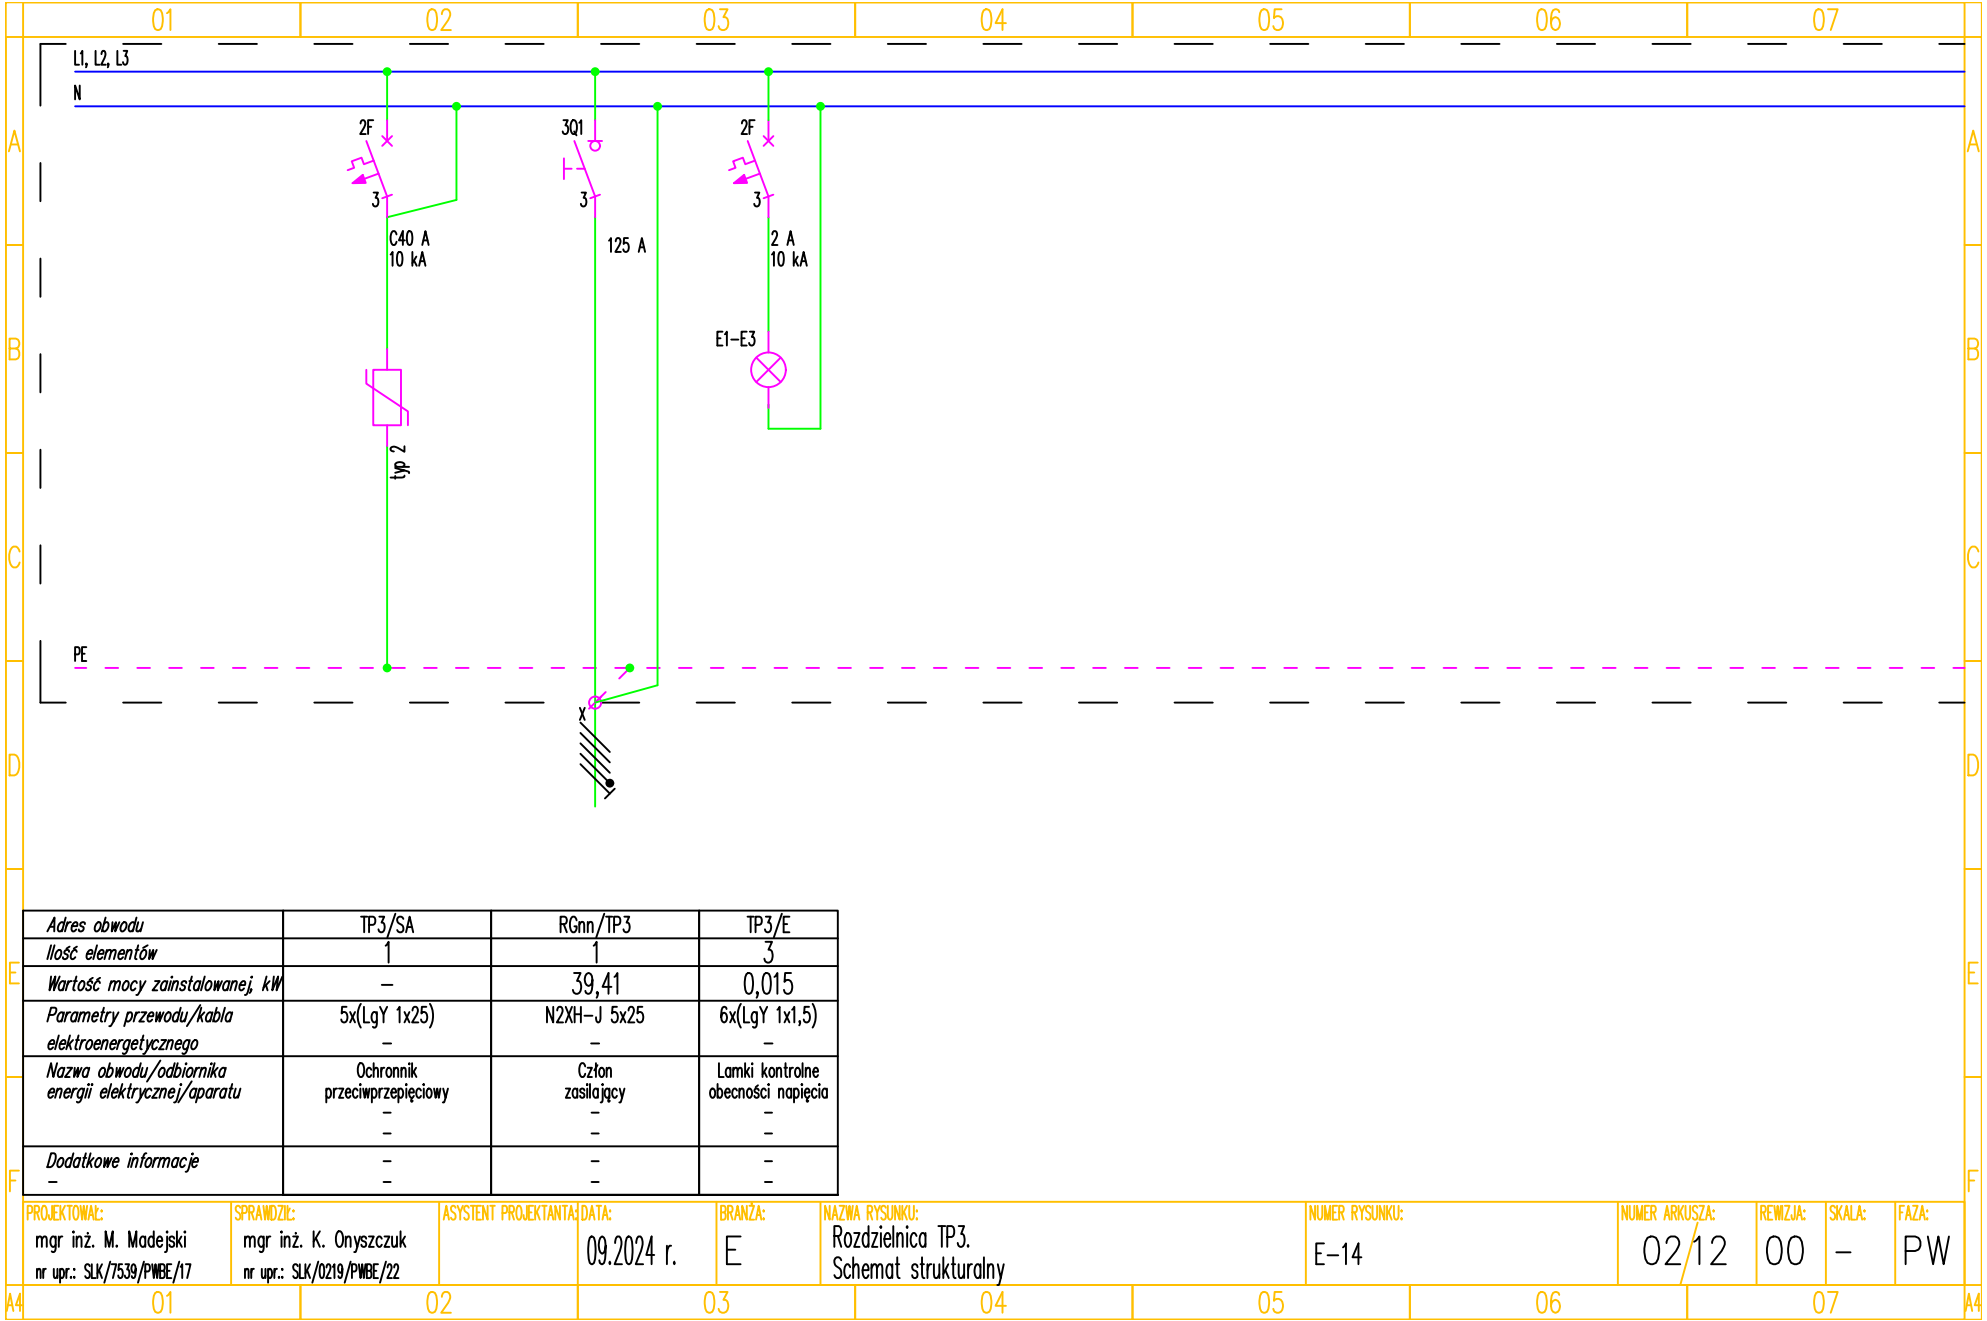 01 02 03 04 05 06 07
L1, L2, L3
N
A A
2F 3Q1 2F
3 3 3
C40 A 125 A 2 A
10 kA 10 kA
E1-E3
B B
typ 2
C C
PE
X
D D
Adres obwodu TP3/SA RGnn/TP3 TP3/E
Ilość elementów 1 1 3
E E
Wartość mocy zainstalowanej, kW - 39,41 0,015
Parametry przewodu/kabla 5x(LgY 1x25) N2XH-J 5x25 6x(LgY 1x1,5)
elektroenergetycznego - - -
Nazwa obwodu/odbiornika Ochronnik Człon Lamki kontrolne
energii elektrycznej/aparatu przeciwprzepięciowy zasilający obecności napięcia
- - -
- - -
Dodatkowe informacje - - -
- - - -
F F
PROJEKTOWAŁ: SPRAWDZIŁ: ASYSTENT PROJEKTANTA: DATA: BRANŻA: NAZWA RYSUNKU: NUMER RYSUNKU: NUMER ARKUSZA: REWIZJA: SKALA: FAZA:
mgr inż. M. Madejski mgr inż. K. Onyszczuk 09.2024 r. E Rozdzielnica TP3. E-14 02/12 00 - PW
nr upr.: SLK/7539/PWBE/17 nr upr.: SLK/0219/PWBE/22 Schemat strukturalny
A4 01 02 03 04 05 06 07 A4